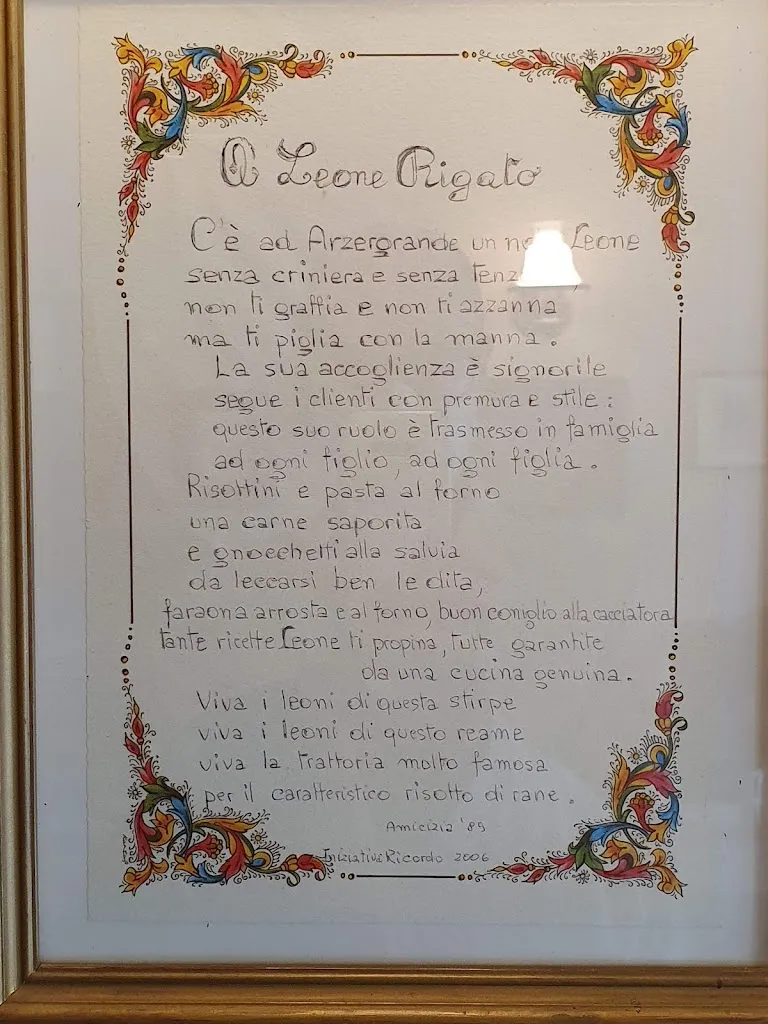 A Leone Rigato
C'è ad Arzergrande un Leone
senza criniera e senza
non ti graffia e non ti azzanna
ma ti piglia con la manna.
La sua accoglienza è signorile
segue i clienti con premura e stile:
questo suo ruolo è trasmesso in famiglia
ad ogni figlio, ad ogni figlia.
Risottini e pasta al forno
una carne saporita
e gnocchetti alla salvia
da leccarsi ben le dita,
faraona arrosta e al forno, buon coniglio alla cacciatora
tante ricette Leone ti propina, tutte garantite
da una cucina genuina.
Viva i leoni di questa stirpe
viva i leoni di questo reame
viva la trattoria molto famosa
per il caratteristico risotto di rane.
Amicizia '89
Iniziative Ricordo 2006